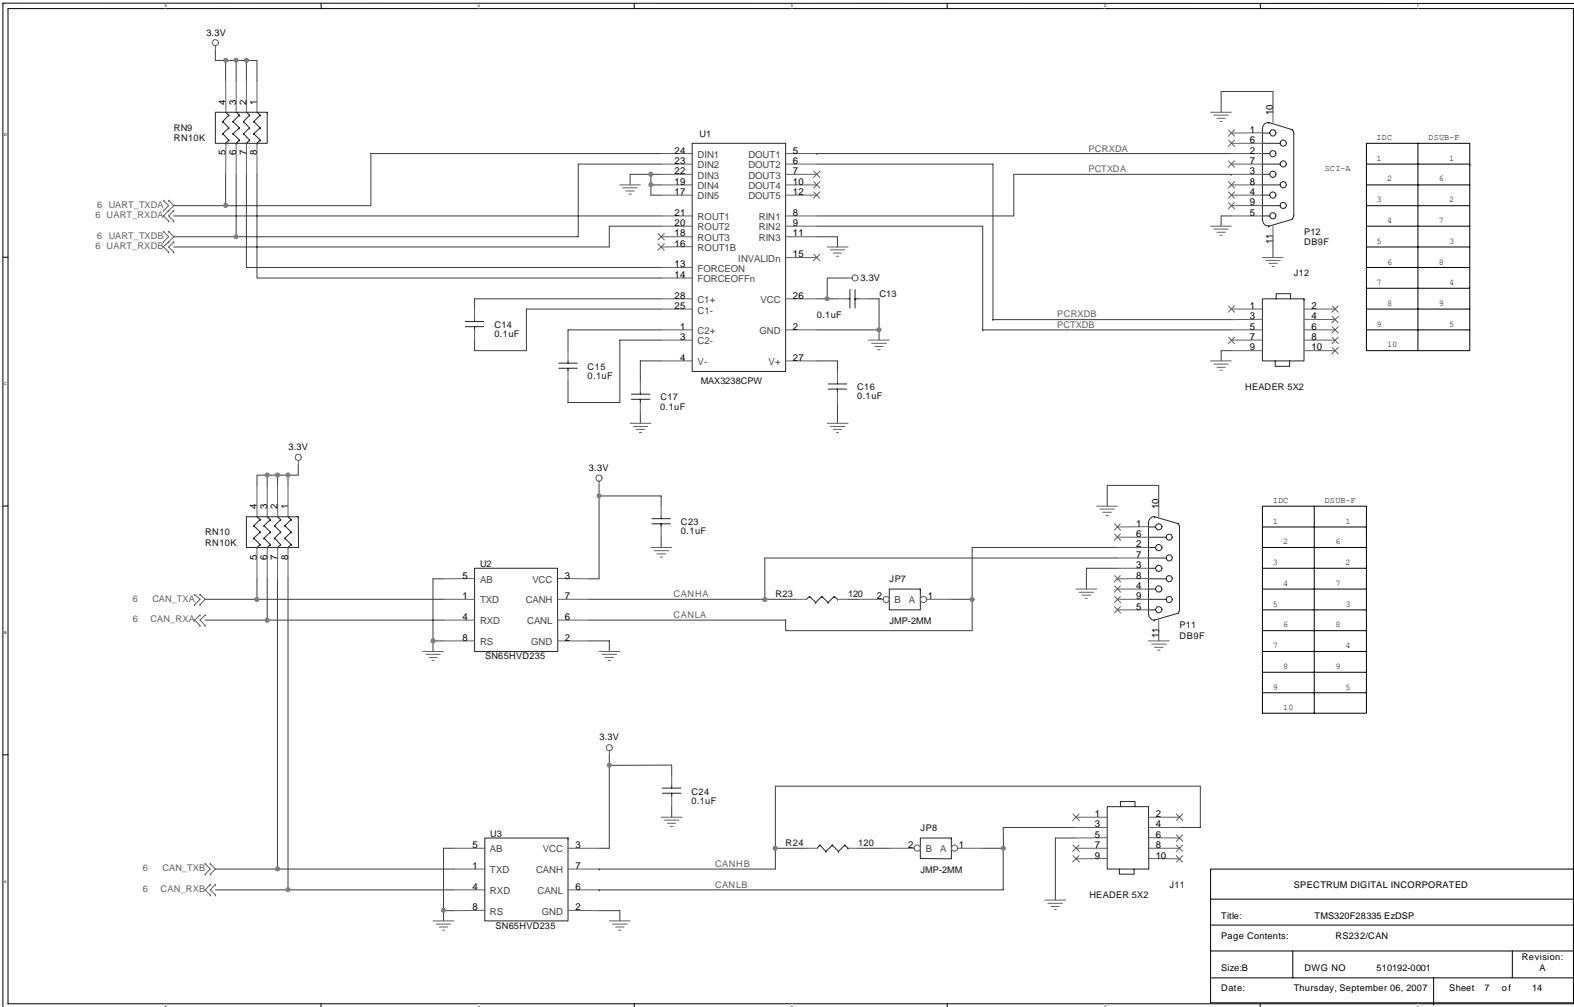 3.3V
4 3 2 1
RN9
RN10K
5 6 7 8
6 UART_TXDA
6 UART_RXDA
6 UART_TXDB
6 UART_RXDB
U1
24 DIN1 DOUT1 5
23 DIN2 DOUT2 6
22 DIN3 DOUT3 7
19 DIN4 DOUT4 10
17 DIN5 DOUT5 12
21 ROUT1 RIN1 8
20 ROUT2 RIN2 9
18 ROUT3 RIN3 11
16 ROUT1B
INVALIDn 15
13 FORCEON
14 FORCEOFFn
28 C1+ VCC 26
25 C1-
1 C2+ GND 2
3 C2-
4 V- V+ 27
MAX3238CPW
3.3V
C13
0.1uF
C14
0.1uF
C15
0.1uF
C17
0.1uF
C16
0.1uF
PCRXDA
PCTXDA
PCRXDB
PCTXDB
10
1
6
2
7
3
8
4
9
5
11
P12
DB9F
SCI-A
J12
1 2
3 4
5 6
7 8
9 10
HEADER 5X2
IDC DSUB-F
1 1
2 6
3 2
4 7
5 3
6 8
7 4
8 9
9 5
10
3.3V
4 3 2 1
RN10
RN10K
5 6 7 8
6 CAN_TXA
6 CAN_RXA
3.3V
C23
0.1uF
U2
5 AB VCC 3
1 TXD CANH 7
4 RXD CANL 6
8 RS GND 2
SN65HVD235
CANHA
CANLA
R23 120
JP7
2 B A 1
JMP-2MM
10
1
6
2
7
3
8
4
9
5
11
P11
DB9F
IDC DSUB-F
1 1
2 6
3 2
4 7
5 3
6 8
7 4
8 9
9 5
10
3.3V
C24
0.1uF
6 CAN_TXB
6 CAN_RXB
U3
5 AB VCC 3
1 TXD CANH 7
4 RXD CANL 6
8 RS GND 2
SN65HVD235
CANHB
CANLB
R24 120
JP8
2 B A 1
JMP-2MM
1 2
3 4
5 6
7 8
9 10
J11
HEADER 5X2
SPECTRUM DIGITAL INCORPORATED
Title: TMS320F28335 EzDSP
Page Contents: RS232/CAN
Size:B DWG NO 510192-0001 Revision: A
Date: Thursday, September 06, 2007 Sheet 7 of 14